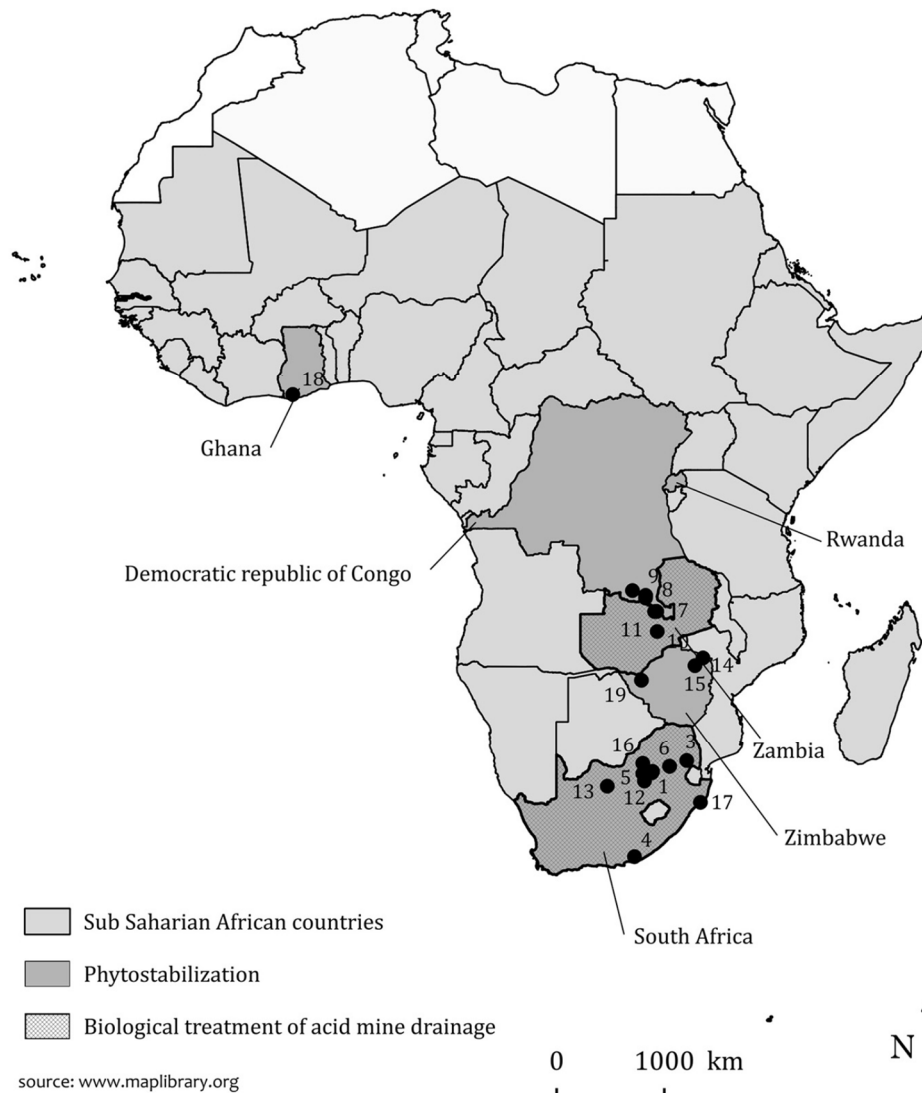 18
Ghana
Rwanda
Democratic republic of Congo
9
8
7
11
14
15
19
Zambia
16
6
3
5
13
12
1
17
Zimbabwe
4
South Africa
Sub Saharian African countries
Phytostabilization
Biological treatment of acid mine drainage
N
0 1000 km
source: www.maplibrary.org